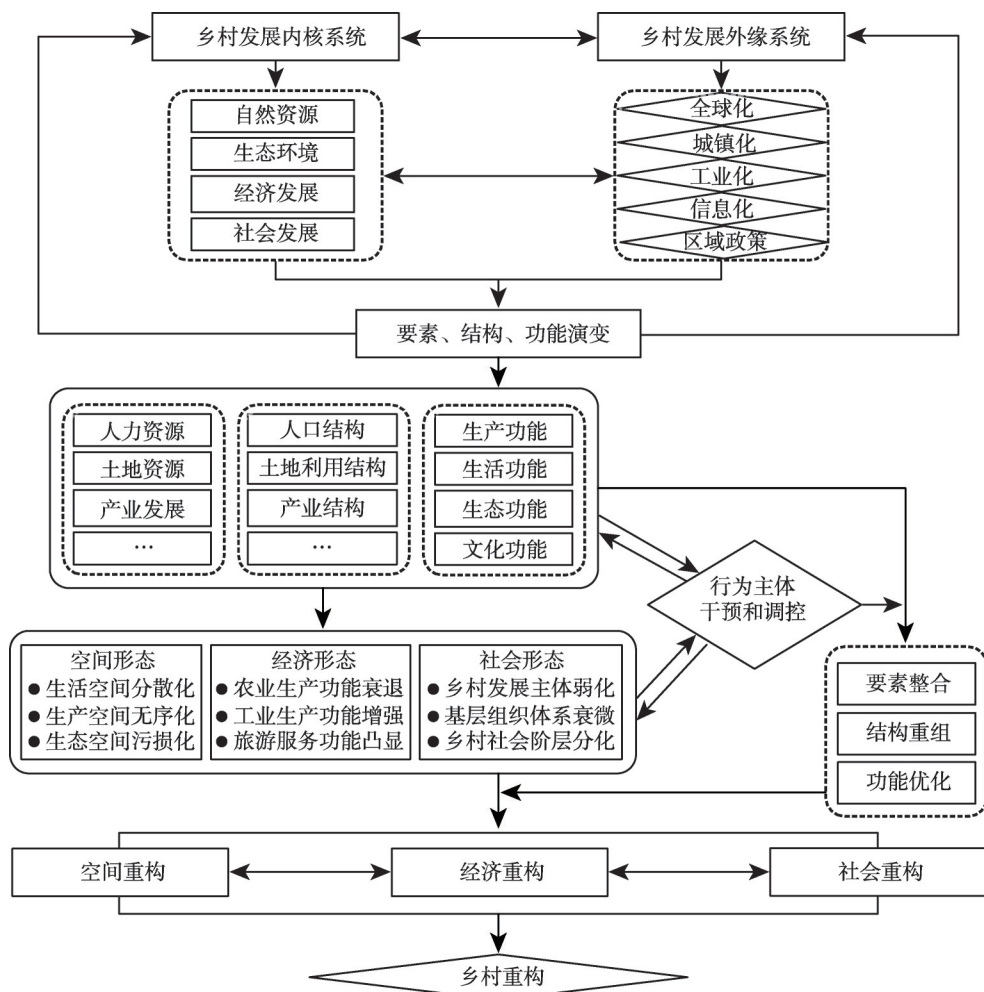 乡村发展内核系统
乡村发展外缘系统
自然资源
生态环境
经济发展
社会发展
全球化
城镇化
工业化
信息化
区域政策
要素、结构、功能演变
人力资源
土地资源
产业发展
…
人口结构
土地利用结构
产业结构
…
生产功能
生活功能
生态功能
文化功能
行为主体
干预和调控
空间形态
● 生活空间分散化
● 生产空间无序化
● 生态空间污损化
经济形态
● 农业生产功能衰退
● 工业生产功能增强
● 旅游服务功能凸显
社会形态
● 乡村发展主体弱化
● 基层组织体系衰微
● 乡村社会阶层分化
要素整合
结构重组
功能优化
空间重构
经济重构
社会重构
乡村重构